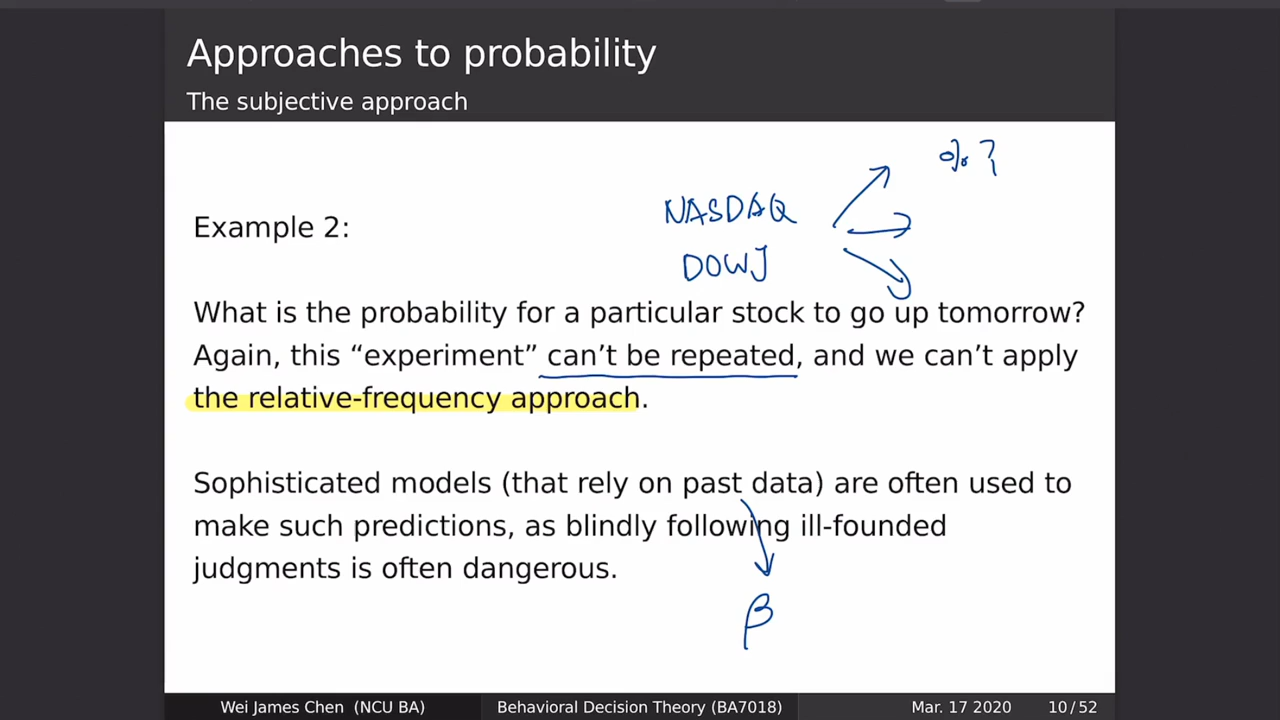 Approaches to probability
The subjective approach
%?
NASDAQ
Example 2:
DOWJ
What is the probability for a particular stock to go up tomorrow?
Again, this “experiment” can’t be repeated, and we can’t apply
the relative-frequency approach.
Sophisticated models (that rely on past data) are often used to
make such predictions, as blindly following ill-founded
judgments is often dangerous.
β
Wei James Chen (NCU BA) Behavioral Decision Theory (BA7018) Mar. 17 2020 10 / 52